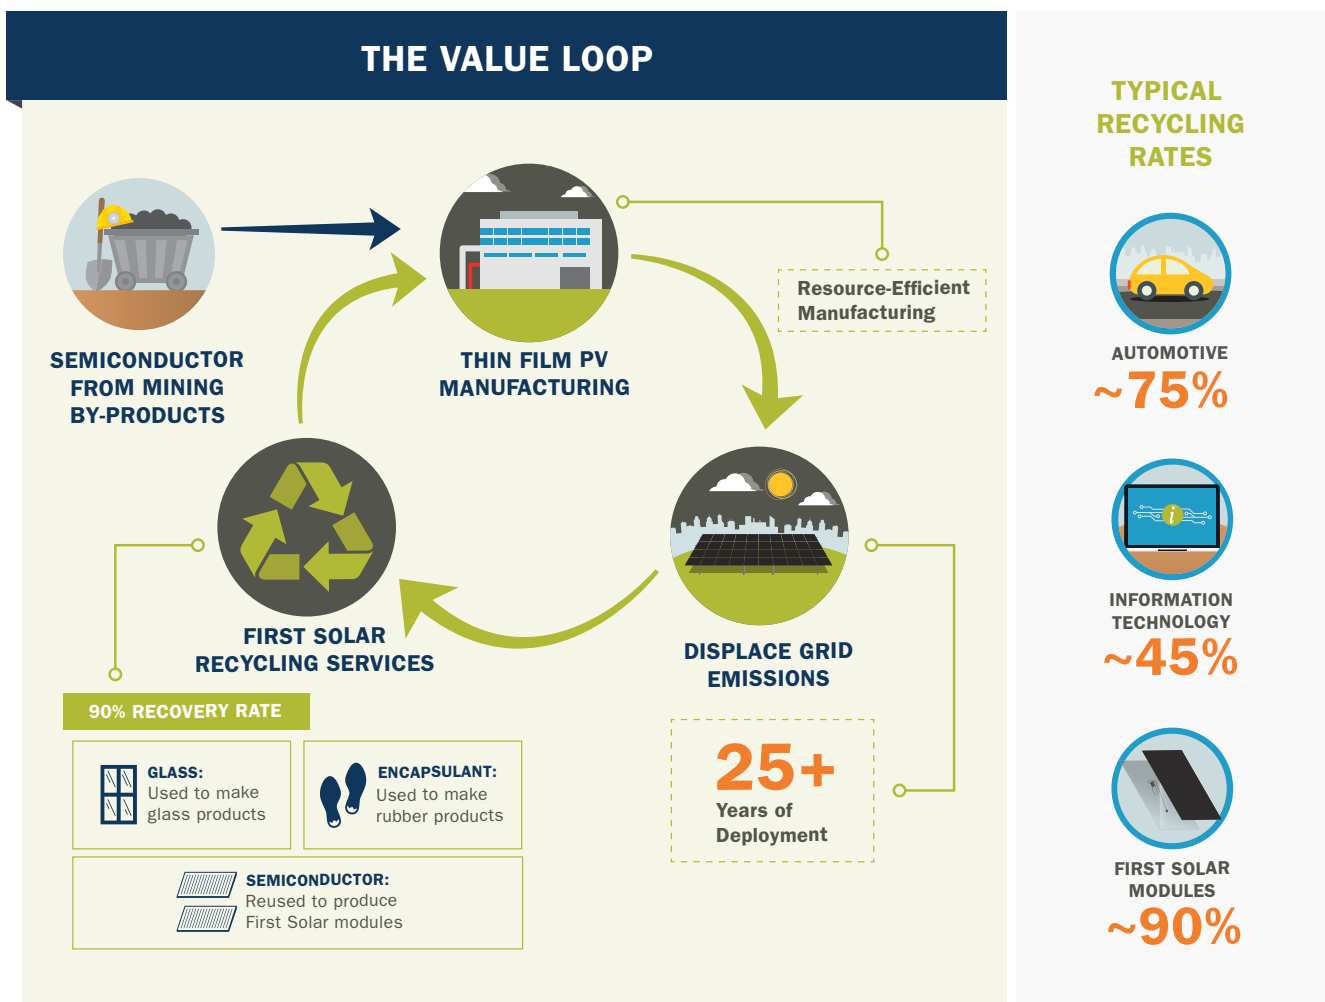 THE VALUE LOOP
SEMICONDUCTOR
FROM MINING
BY-PRODUCTS
THIN FILM PV
MANUFACTURING
Resource-Efficient
Manufacturing
FIRST SOLAR
RECYCLING SERVICES
DISPLACE GRID
EMISSIONS
90% RECOVERY RATE
GLASS:
Used to make
glass products
ENCAPSULANT:
Used to make
rubber products
SEMICONDUCTOR:
Reused to produce
First Solar modules
25+
Years of
Deployment
TYPICAL
RECYCLING
RATES
AUTOMOTIVE
~75%
i
INFORMATION
TECHNOLOGY
~45%
FIRST SOLAR
MODULES
~90%